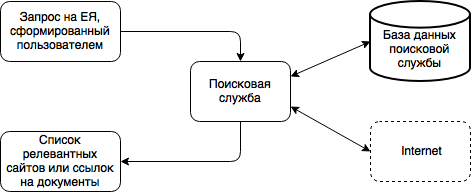 Запрос на ЕЯ,
сформированный
пользователем
База данных
поисковой
службы
Поисковая
служба
Список
релевантных
сайтов или ссылок
на документы
Internet